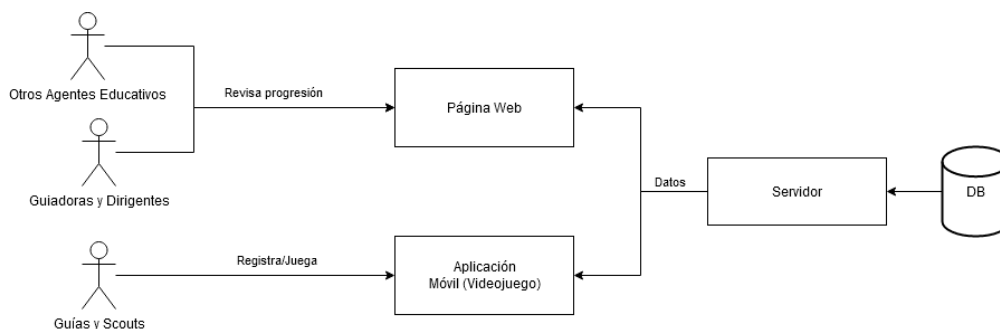 Otros Agentes Educativos
Revisa progresión
Página Web
Guiadoras y Dirigentes
Datos
Servidor
DB
Registra/Juega
Aplicación
Móvil (Videojuego)
Guías y Scouts